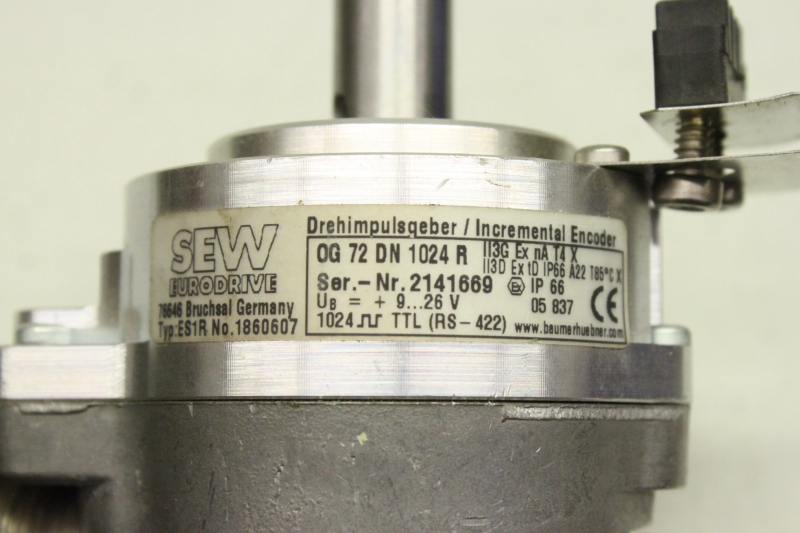 SEW
EURODRIVE
76646 Bruchsal Germany
Typ:ES1R No.1860607
Drehimpulsgeber / Incremental Encoder
OG 72 DN 1024 R
II3G Ex nA T4 X
II3D Ex tD IP66 A22 T85°C X
Ser.-Nr.2141669
Ex IP 66
UB = + 9...26 V
05 837
CE
1024 TTL (RS-422)
www.baumerhuebner.com